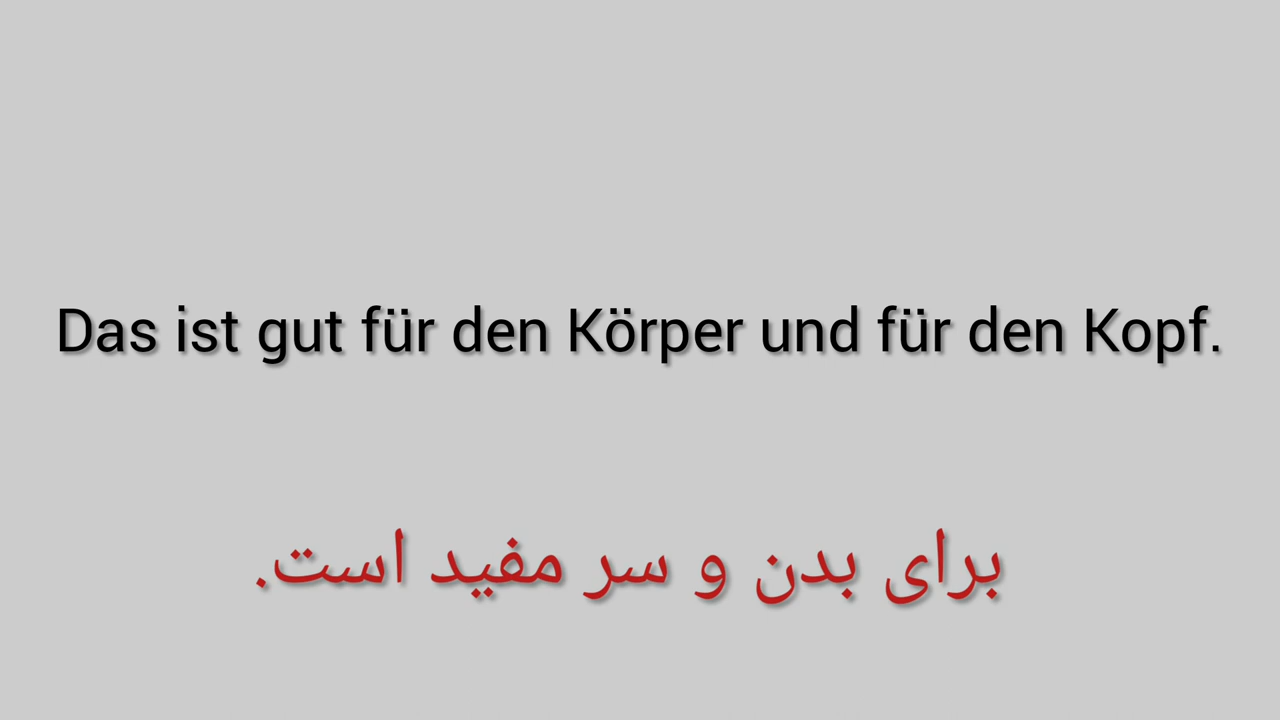 Das ist gut für den Körper und für den Kopf.
برای بدن و سر مفید است.